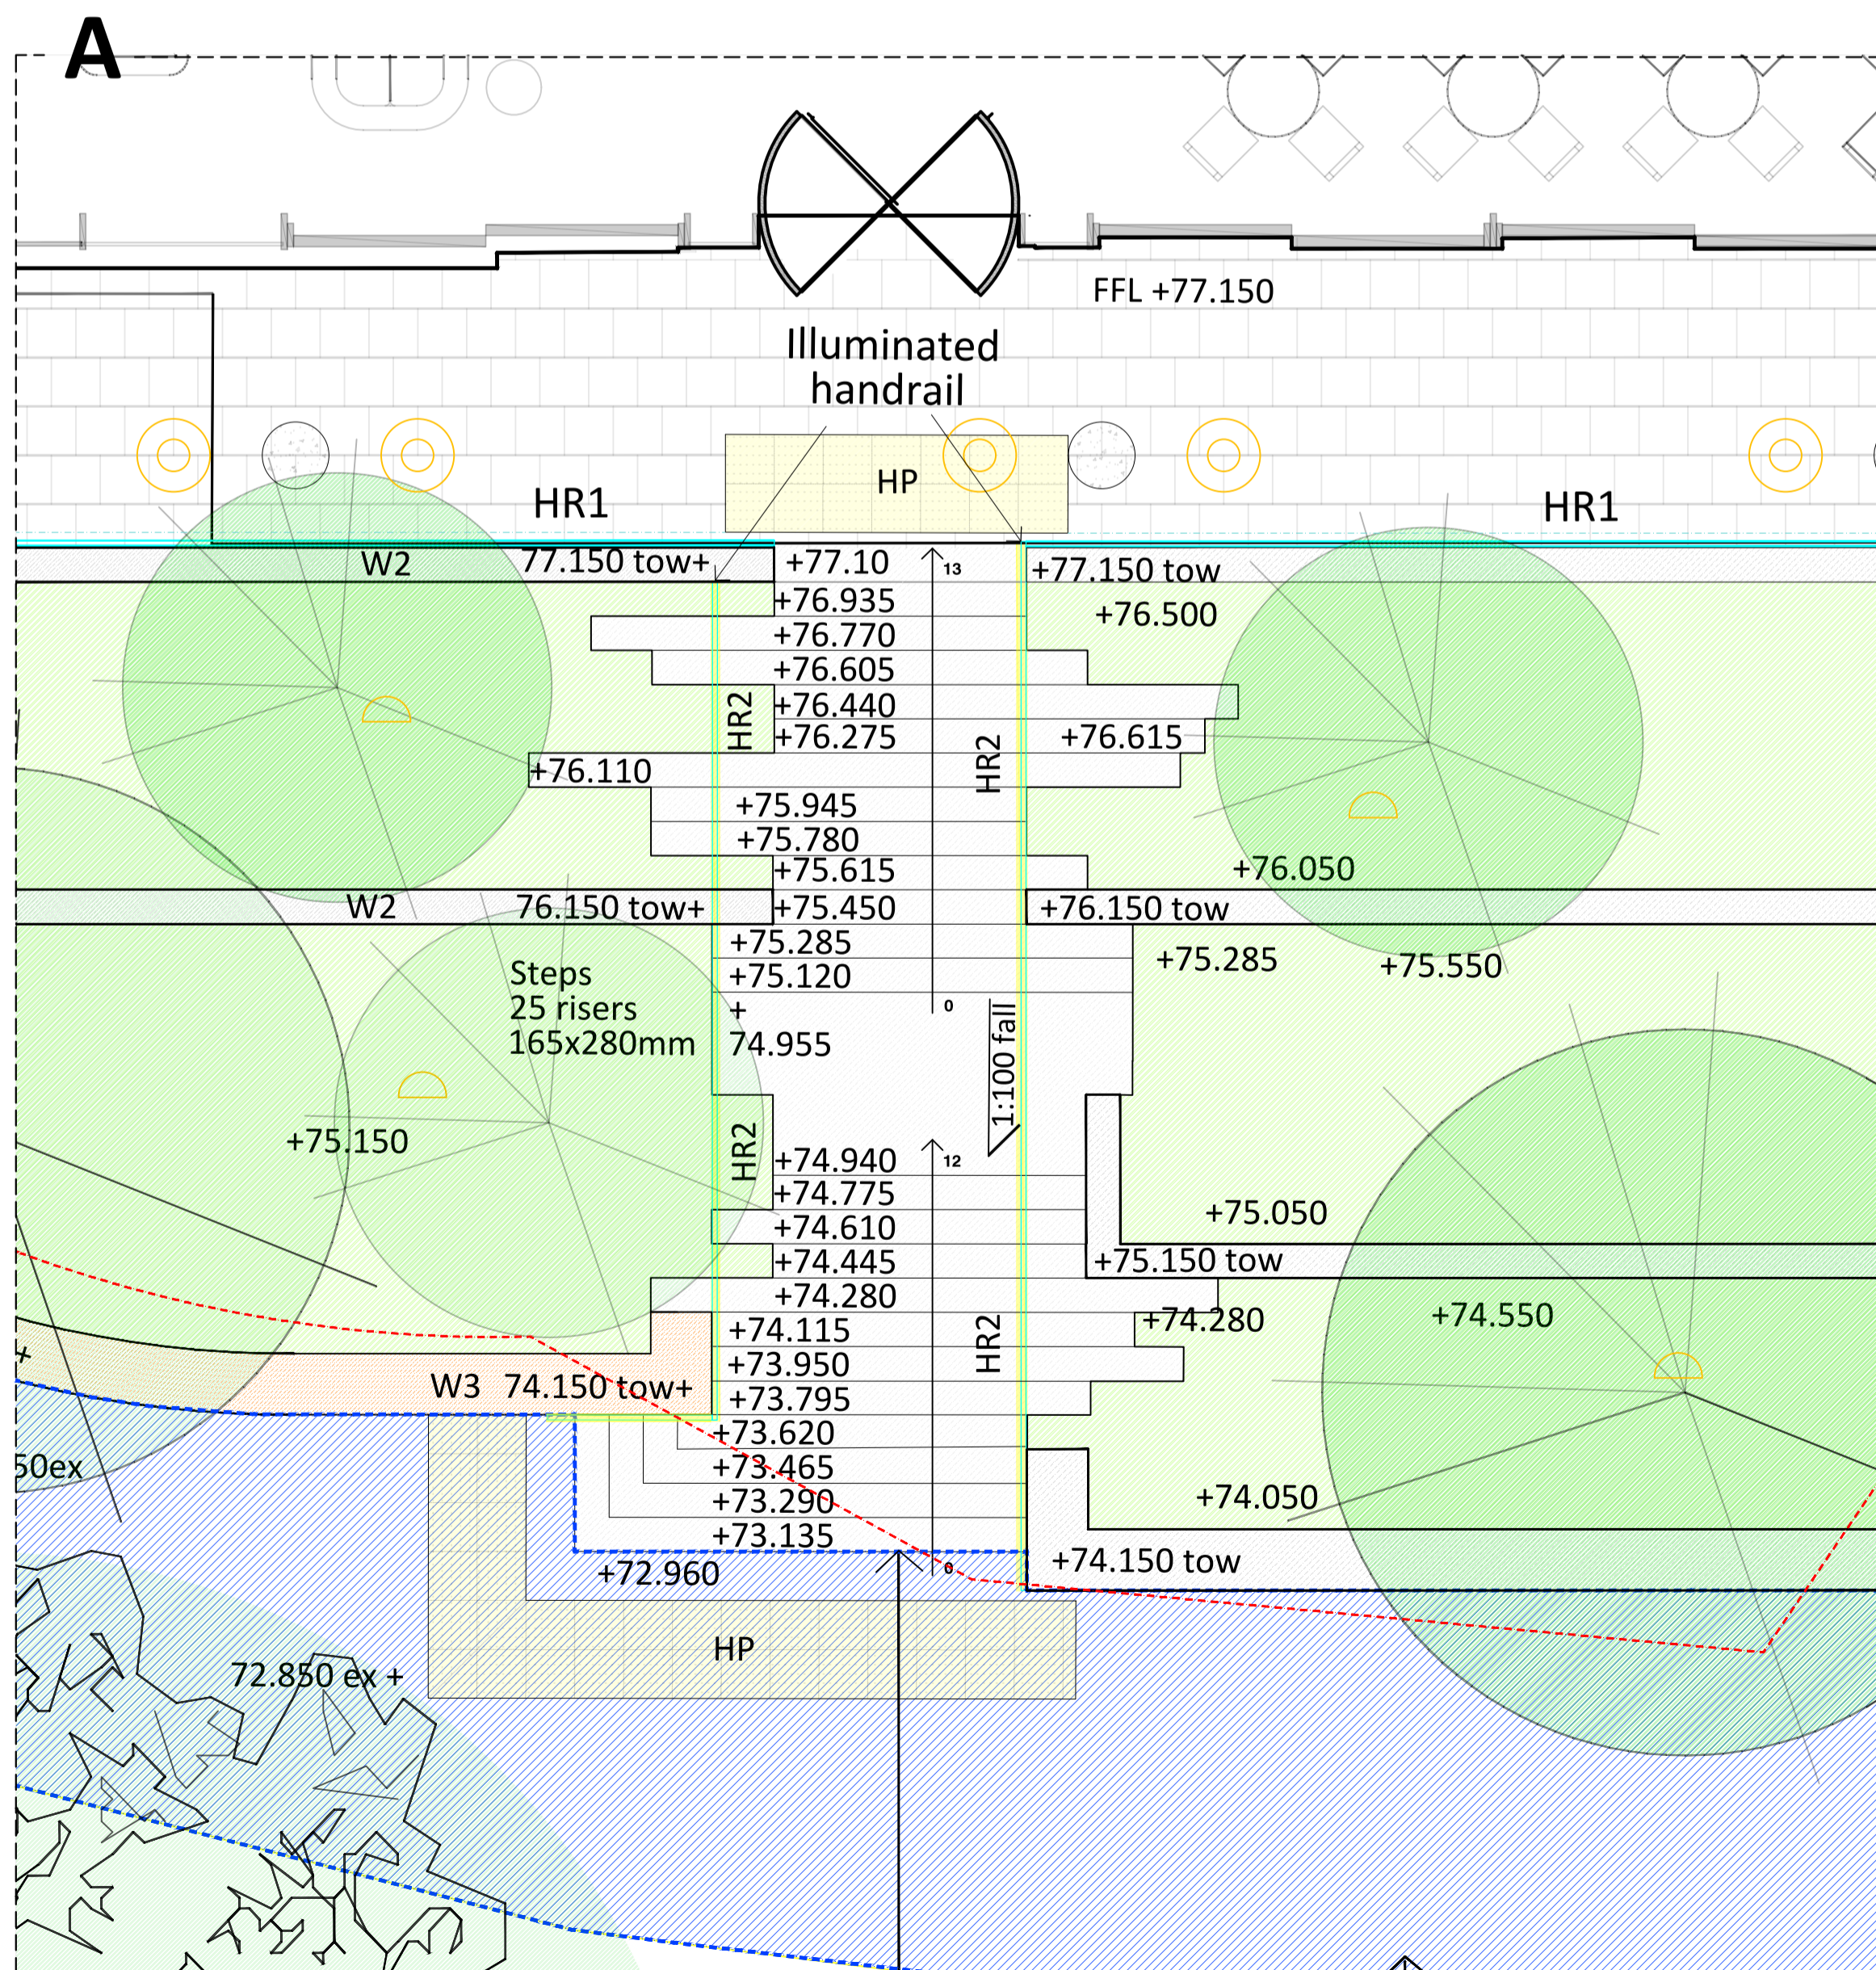 A
FFL +77.150
Illuminated
handrail
HP
HR1
HR1
W2
77.150 tow+
+77.10
13
+77.150 tow
+76.935
+76.500
+76.770
+76.605
HR2
+76.440
+76.275
HR2
+76.615
+76.110
+75.945
+75.780
+75.615
+76.050
W2
76.150 tow+
+75.450
+76.150 tow
+75.285
+75.285
+75.550
Steps
25 risers
165x280mm
+75.120
+
74.955
0
1:100 fall
+75.150
HR2
+74.940
12
+74.775
+74.610
+75.050
+74.445
+75.150 tow
+74.280
+74.280
+74.550
+74.115
HR2
+73.950
+
W3
74.150 tow+
+73.795
+73.620
50ex
+73.465
+73.290
+74.050
+73.135
+72.960
0
+74.150 tow
HP
72.850 ex +